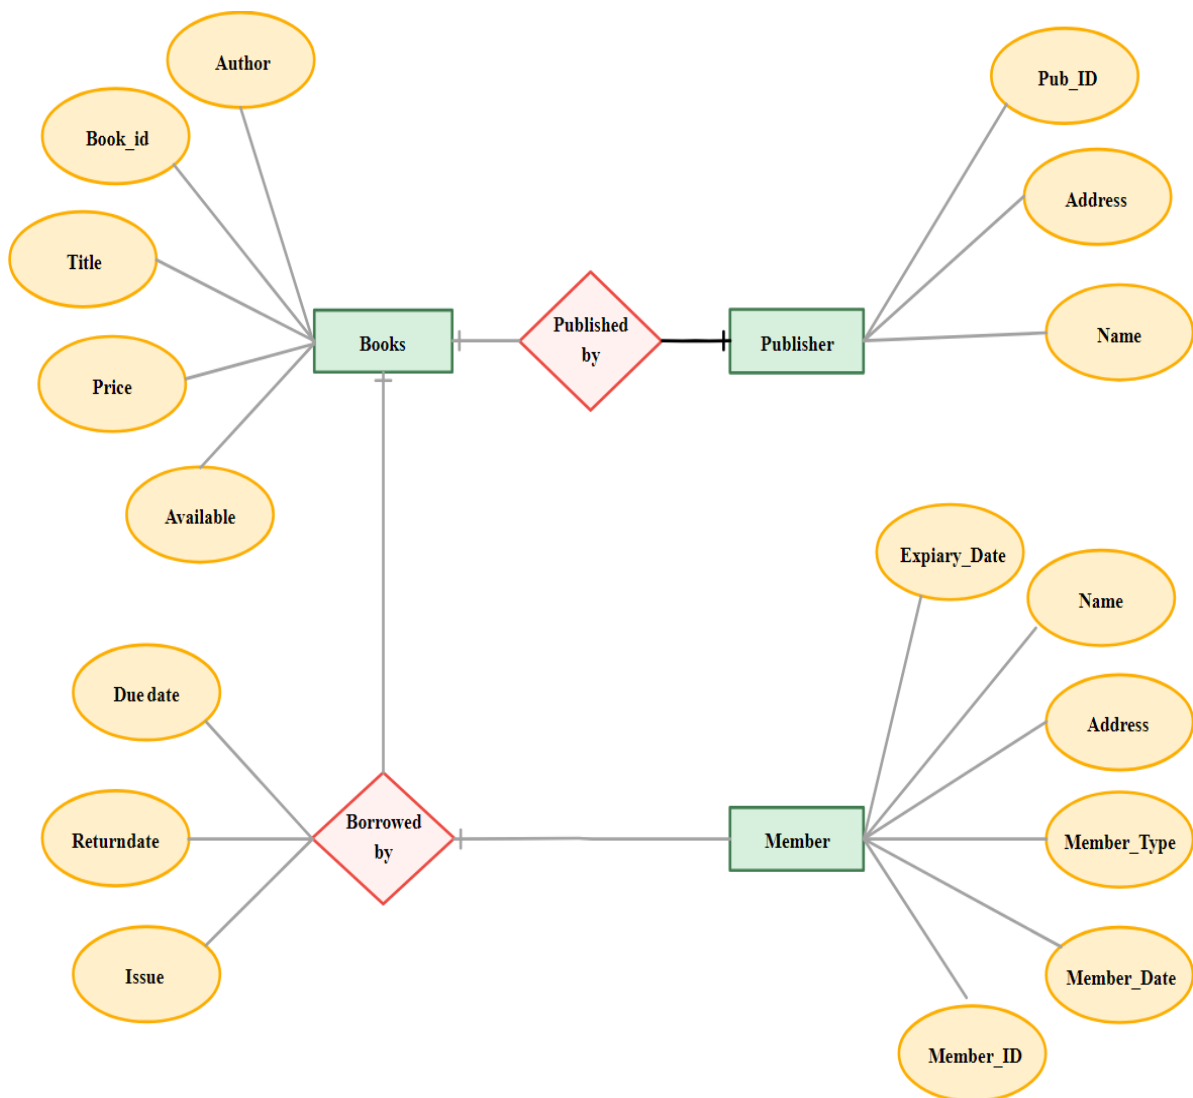 Author
Book_id
Title
Price
Available
Books
Published
by
Publisher
Pub_ID
Address
Name
Expiary_Date
Name
Address
Member_Type
Member_Date
Member_ID
Member
Borrowed
by
Due date
Returndate
Issue